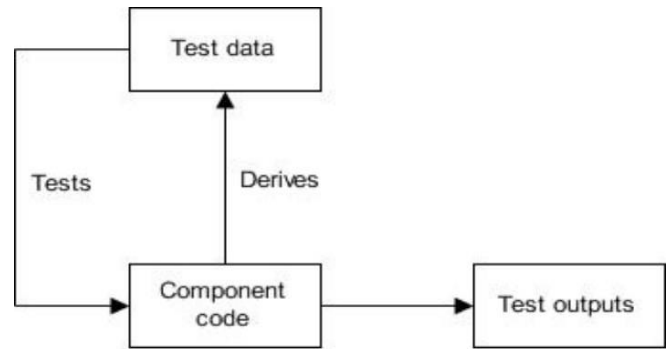 Test data
Tests
Derives
Component
code
Test outputs